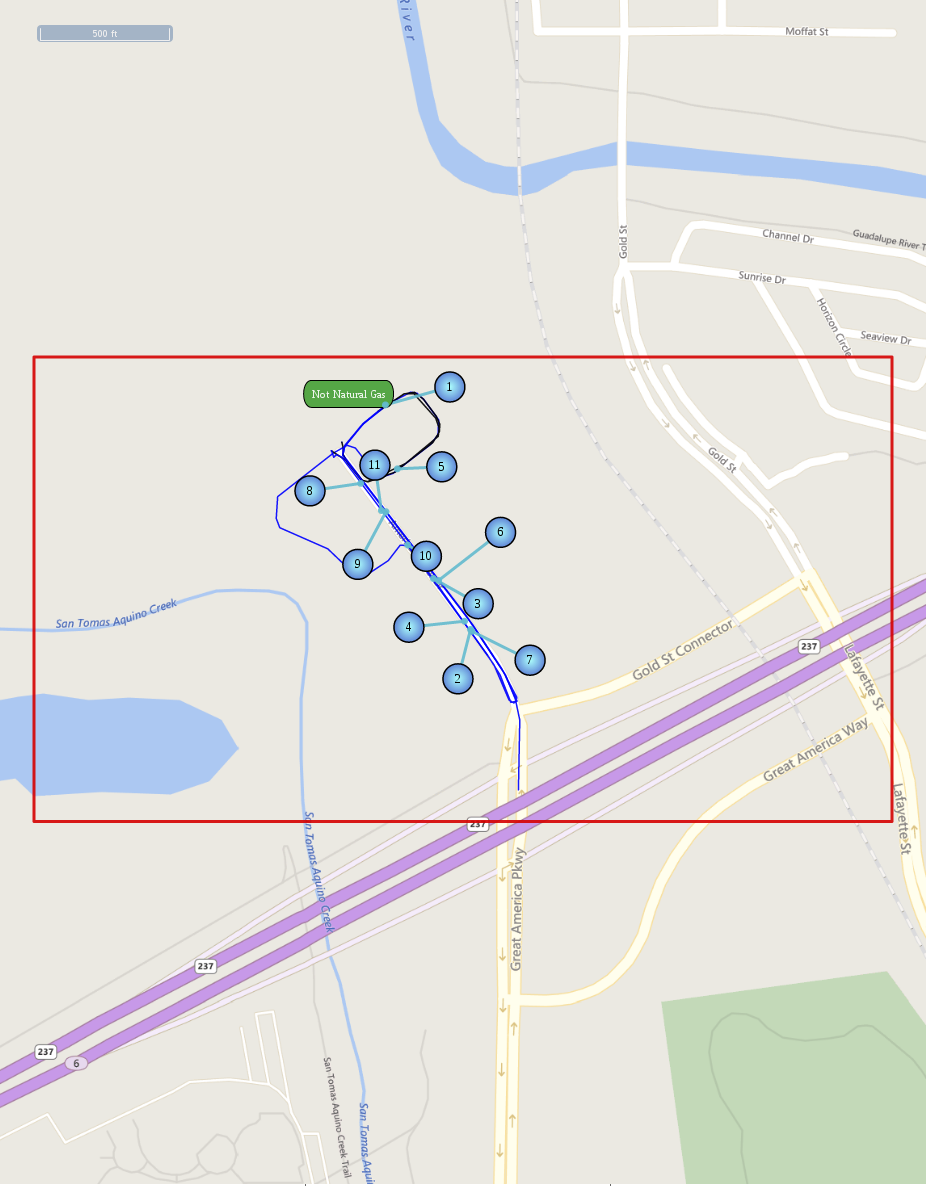 River
500 ft
Moffat St
Gold St
Channel Dr
Guadalupe River T
Sunrise Dr
Horizon Circle
Seaview Dr
Not Natural Gas
1
11
5
8
Gold St
6
9
10
3
4
San Tomas Aquino Creek
7
2
Gold St Connector
237
Lafayette St
Great America Way
237
Lafayette St
San Tomas Aquino Creek
Great America Pkwy
237
237
6
San Tomas Aquino Creek Trail
San Tomas Aquin